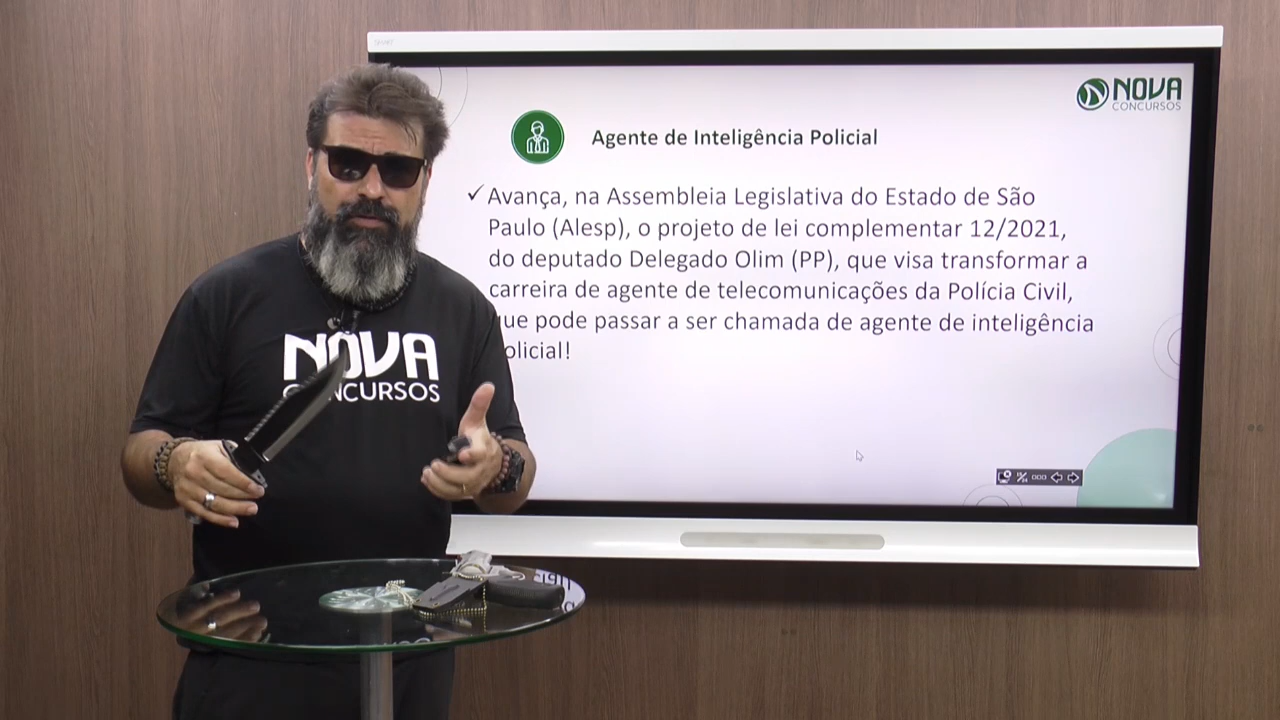 NOVA
CONCURSOS
Agente de Inteligência Policial
✓ Avança, na Assembleia Legislativa do Estado de São
Paulo (Alesp), o projeto de lei complementar 12/2021,
do deputado Delegado Olim (PP), que visa transformar a
carreira de agente de telecomunicações da Polícia Civil,
ue pode passar a ser chamada de agente de inteligência
olicial!
NOVA
CONCURSOS